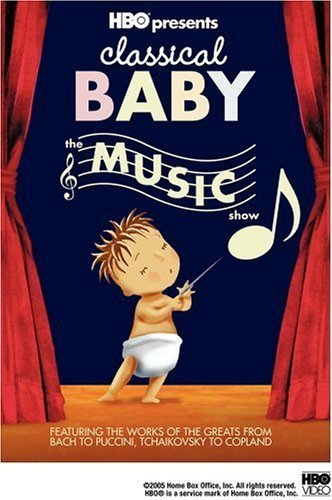 HBO presents
classical
BABY
the
MUSIC
show
FEATURING THE WORKS OF THE GREATS FROM
BACH TO PUCCINI, TCHAIKOVSKY TO COPLAND
©2005 Home Box Office, Inc. All rights reserved.
HBO® is a service mark of Home Box Office, Inc.
HBO
VIDEO